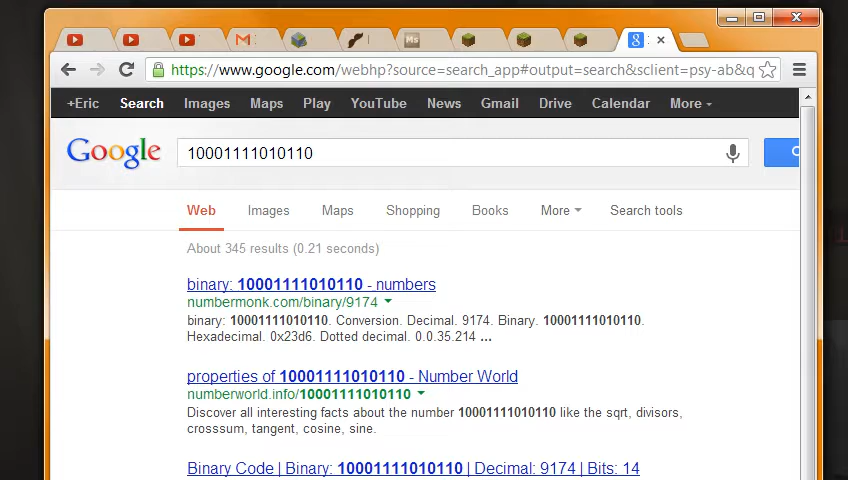 https://www.google.com/webhp?source=search_app#output=search&sclient=psy-ab&q
+Eric Search Images Maps Play YouTube News Gmail Drive Calendar More
Google 10001111010110
Web Images Maps Shopping Books More Search tools
About 345 results (0.21 seconds)
binary: 10001111010110 - numbers
numbermonk.com/binary/9174
binary: 10001111010110. Conversion. Decimal. 9174. Binary. 10001111010110.
Hexadecimal. 0x23d6. Dotted decimal. 0.0.35.214 ...
properties of 10001111010110 - Number World
numberworld.info/10001111010110
Discover all interesting facts about the number 10001111010110 like the sqrt, divisors,
crosssum, tangent, cosine, sine.
Binary Code | Binary: 10001111010110 | Decimal: 9174 | Bits: 14